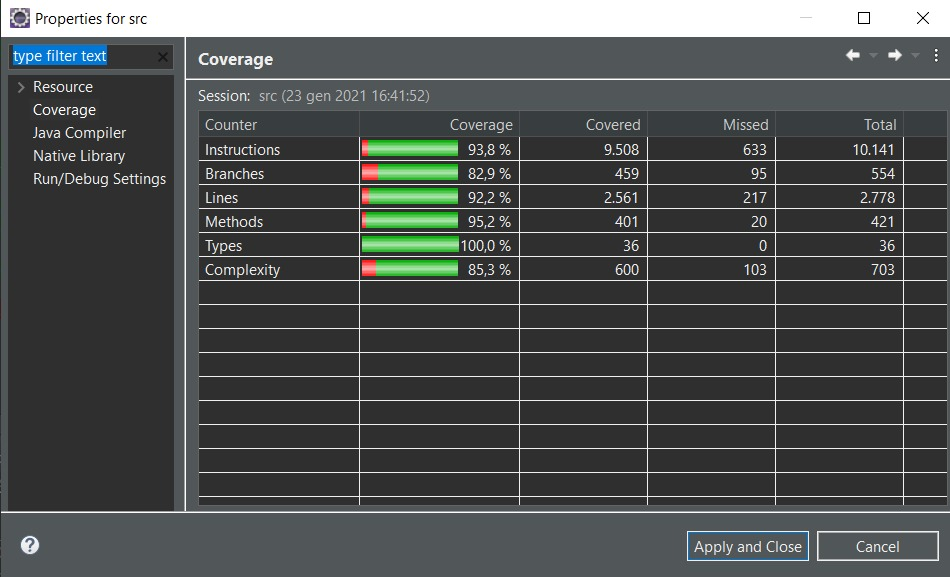 Properties for src
type filter text
Resource
Coverage
Java Compiler
Native Library
Run/Debug Settings
Coverage
Session: src (23 gen 2021 16:41:52)
Counter Coverage Covered Missed Total
Instructions 93,8 % 9.508 633 10.141
Branches 82,9 % 459 95 554
Lines 92,2 % 2.561 217 2.778
Methods 95,2 % 401 20 421
Types 100,0 % 36 0 36
Complexity 85,3 % 600 103 703
Apply and Close Cancel